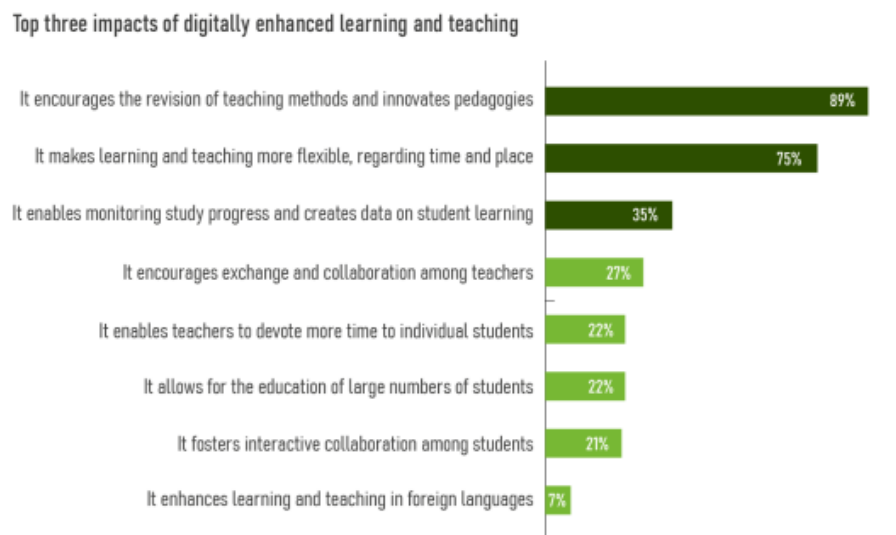 Top three impacts of digitally enhanced learning and teaching
It encourages the revision of teaching methods and innovates pedagogies 89%
It makes learning and teaching more flexible, regarding time and place 75%
It enables monitoring study progress and creates data on student learning 35%
It encourages exchange and collaboration among teachers 27%
It enables teachers to devote more time to individual students 22%
It allows for the education of large numbers of students 22%
It fosters interactive collaboration among students 21%
It enhances learning and teaching in foreign languages 7%